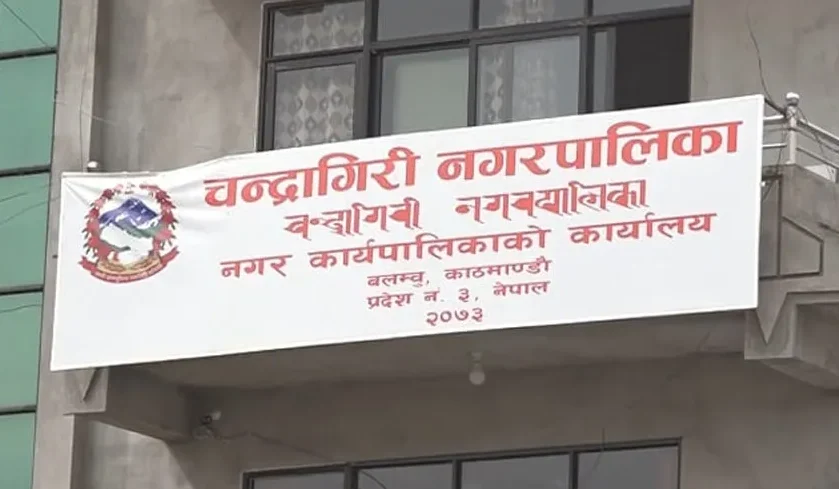 चन्द्रागिरी नगरपालिका
नगर कार्यपालिकाको कार्यालय
बलम्वु, काठमाण्डौ
प्रदेश नं. ३, नेपाल
२०७३